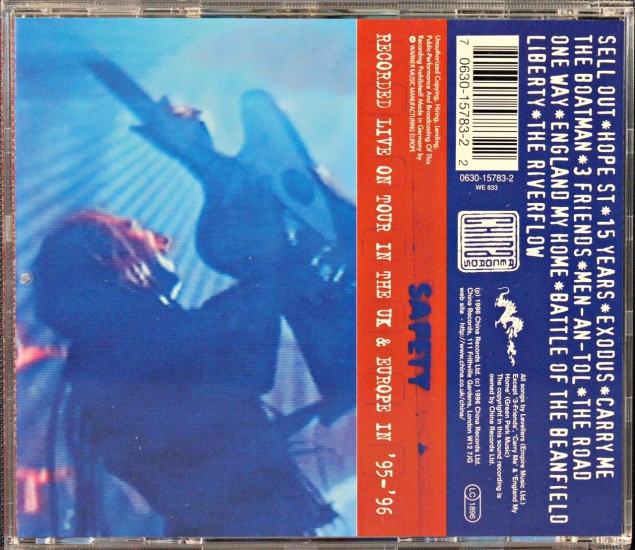 SELL OUT * HOPE ST * 15 YEARS * EXODUS * CARRY ME
THE BOATMAN * 3 FRIENDS * MEN-AN-TOL * THE ROAD
ONE WAY * ENGLAND MY HOME * BATTLE OF THE BEANFIELD
LIBERTY * THE RIVERFLOW
7 0630-15783-2 2
0630-15783-2
WE 833
CHINA
RECORDS
(p) 1996 China Records Ltd. (c) 1996 China Records Ltd.
China Records, 111 Frithville Gardens, London W12 7JG
web site - http://www.china.co.uk/china/
All songs by Levellers (Empire Music Ltd.)
Except '3-Friends', 'Carry Me' & 'England My
Home' (Green Park Music)
The copyright in this sound recording is
owned by China Records Ltd.
LC 1896
Unauthorized Copying, Hiring, Lending,
Public-Performance And Broadcasting Of This
Recording Prohibited! Made in Germany by
℗ WARNER MUSIC MANUFACTURING EUROPE
SAFETY
RECORDED LIVE ON TOUR IN THE UK & EUROPE IN '95-'96